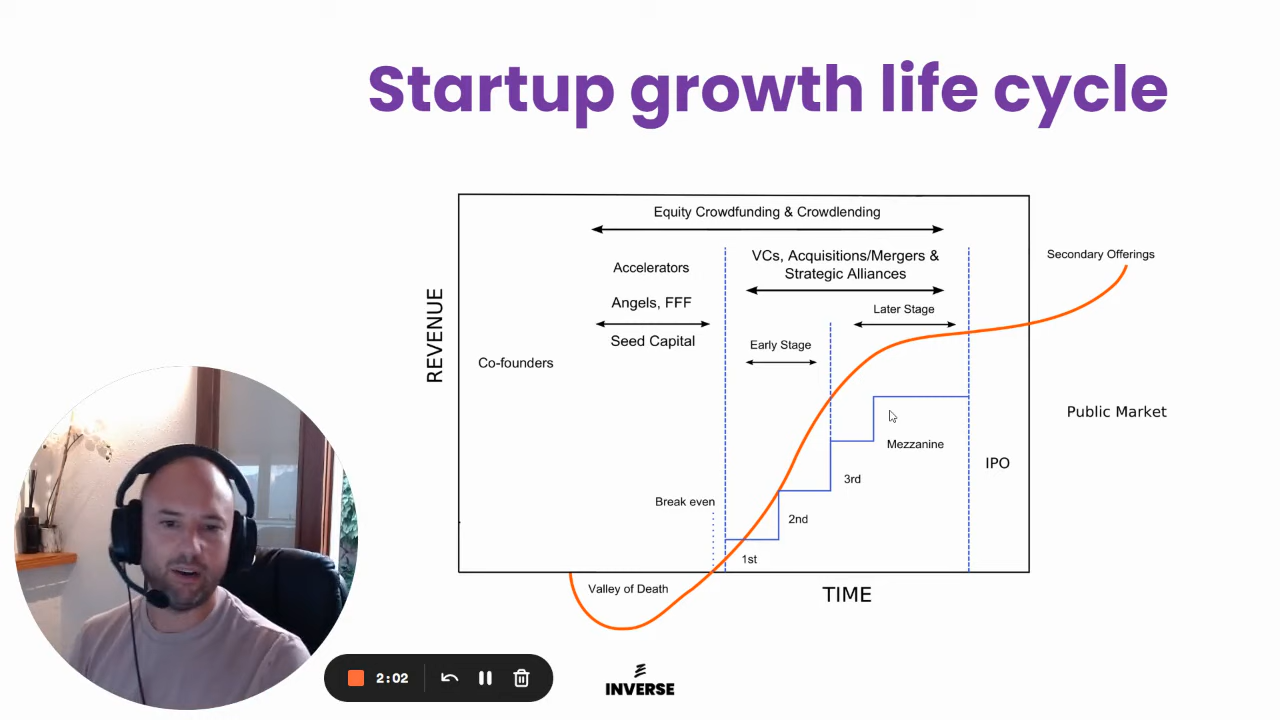 Startup growth life cycle
Equity Crowdfunding & Crowdlending
Accelerators
VCs, Acquisitions/Mergers &
Strategic Alliances
Secondary Offerings
Angels, FFF
Later Stage
Seed Capital
Early Stage
REVENUE
Co-founders
Public Market
Mezzanine
IPO
3rd
Break even
2nd
1st
Valley of Death
TIME
2:02
INVERSE